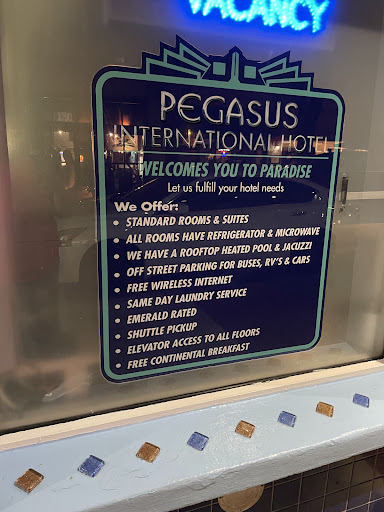 VACANCY
PEGASUS
INTERNATIONAL HOTEL
WELCOMES YOU TO PARADISE
Let us fulfill your hotel needs
We Offer:
• STANDARD ROOMS & SUITES
• ALL ROOMS HAVE REFRIGERATOR & MICROWAVE
• WE HAVE A ROOFTOP HEATED POOL & JACUZZI
• OFF STREET PARKING FOR BUSES, RV'S & CARS
• FREE WIRELESS INTERNET
• SAME DAY LAUNDRY SERVICE
• EMERALD RATED
• SHUTTLE PICKUP
• ELEVATOR ACCESS TO ALL FLOORS
• FREE CONTINENTAL BREAKFAST